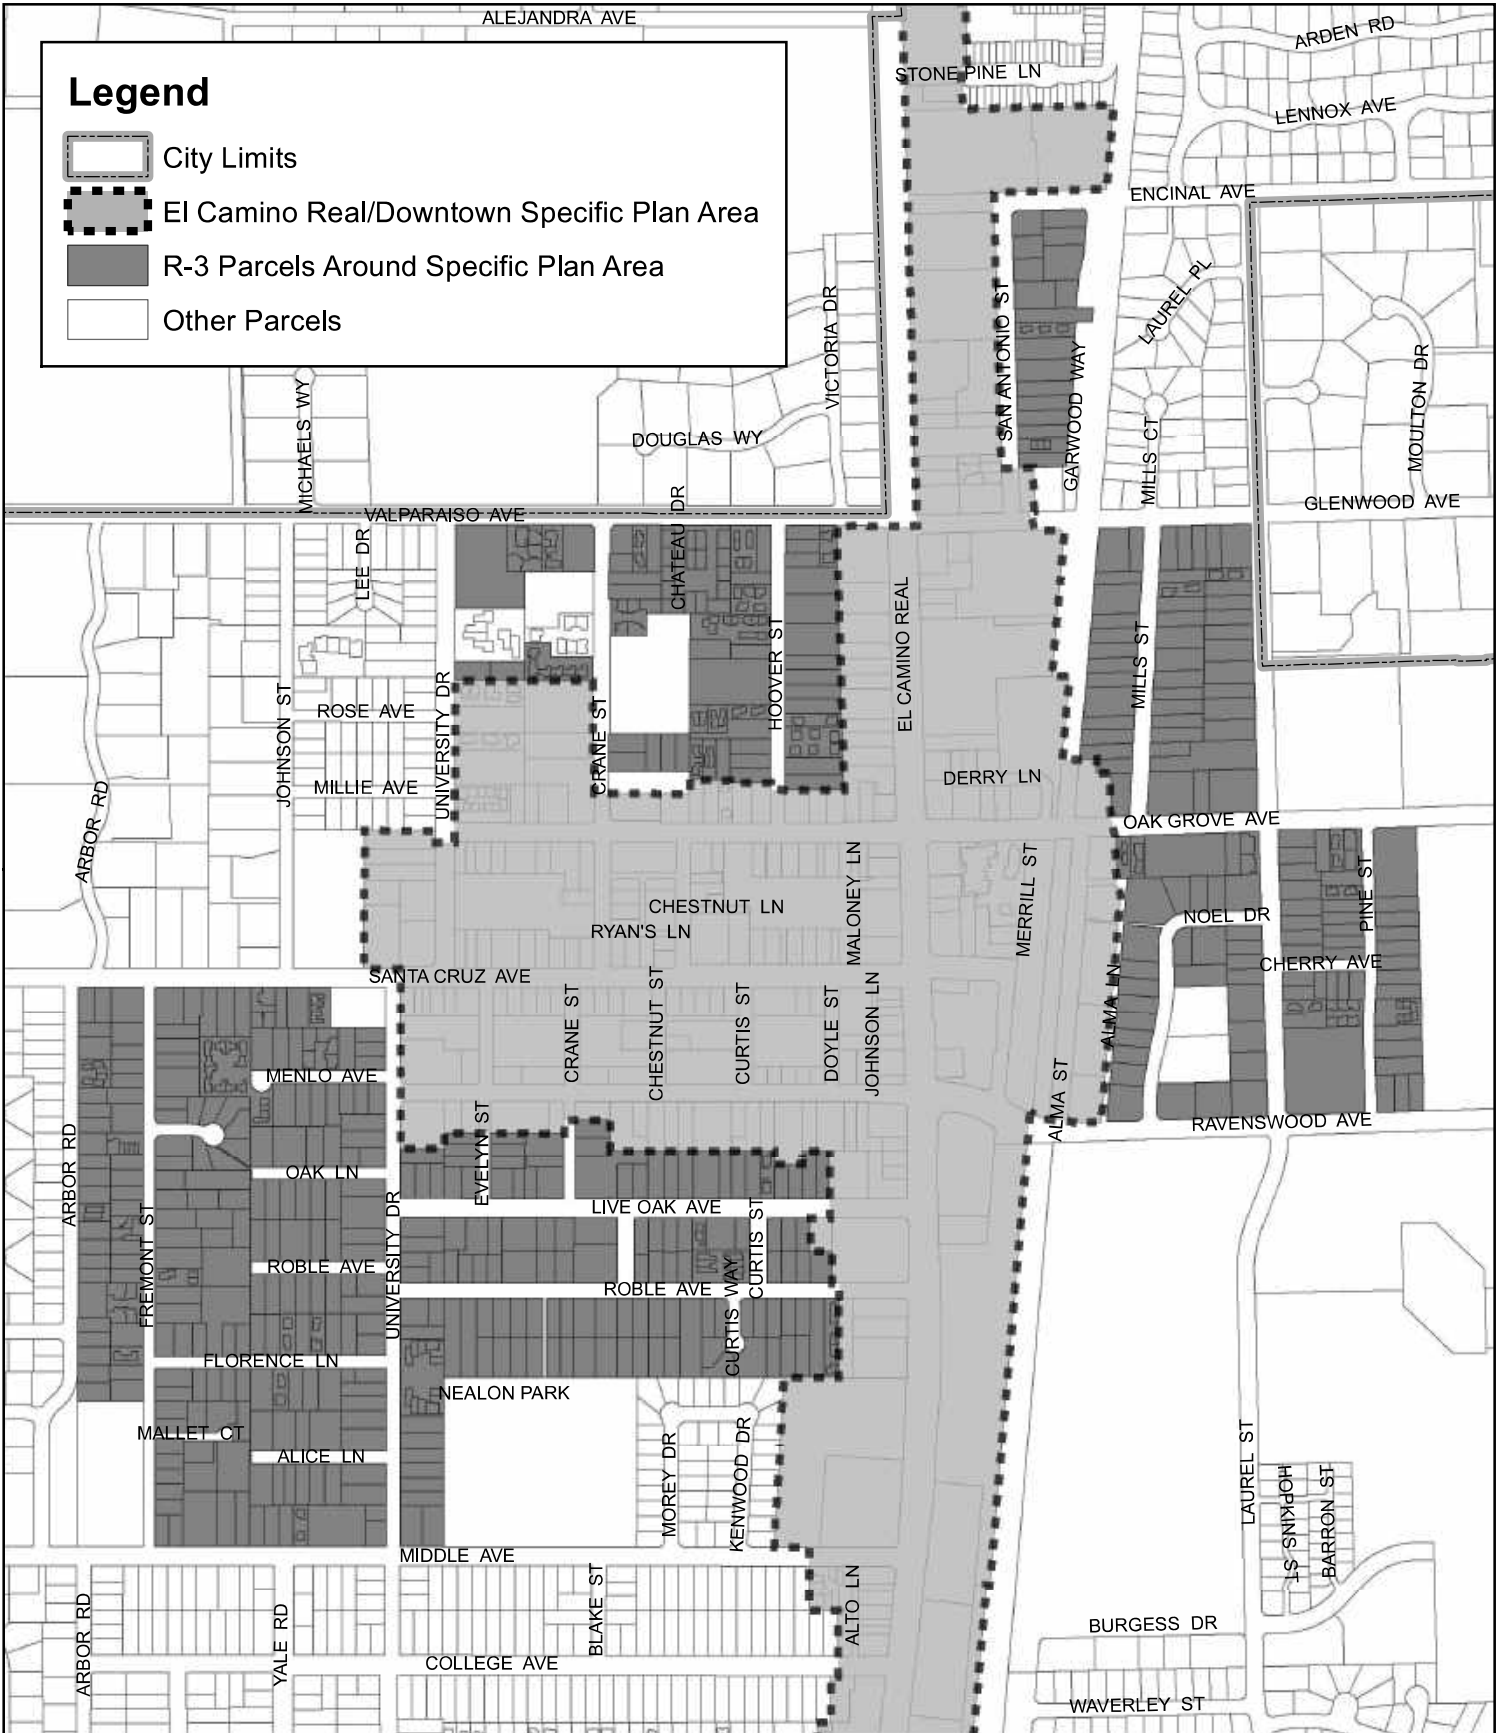 ALEJANDRA AVE
ARDEN RD
STONE PINE LN
Legend
LENNOX AVE
City Limits
ENCINAL AVE
El Camino Real/Downtown Specific Plan Area
R-3 Parcels Around Specific Plan Area
LAUREL PL
Other Parcels
VICTORIA DR
SAN ANTONIO ST
GARWOOD WAY
MOULTON DR
MICHAELS WY
DOUGLAS WY
MILLS CT
GLENWOOD AVE
VALPARAISO AVE
CHATEAU DR
LEE DR
EL CAMINO REAL
HOOVER ST
MILLS ST
JOHNSON ST
ROSE AVE
UNIVERSITY DR
CRANE ST
DERRY LN
MILLIE AVE
ARBOR RD
OAK GROVE AVE
MALONEY LN
MERRILL ST
PINE ST
CHESTNUT LN
NOEL DR
RYAN'S LN
CHERRY AVE
SANTA CRUZ AVE
ALMA LN
CRANE ST
CHESTNUT ST
CURTIS ST
DOYLE ST
JOHNSON LN
MENLO AVE
ALMA ST
RAVENSWOOD AVE
EVELYN ST
ARBOR RD
OAK LN
LIVE OAK AVE
FREMONT ST
UNIVERSITY DR
CURTIS ST
ROBLE AVE
ROBLE AVE
CURTIS WAY
FLORENCE LN
NEALON PARK
MALLET CT
ALICE LN
MOREY DR
KENWOOD DR
LAUREL ST
HOPKINS ST
BARRON ST
MIDDLE AVE
ARBOR RD
YALE RD
BLAKE ST
ALTO LN
BURGESS DR
COLLEGE AVE
WAVERLEY ST